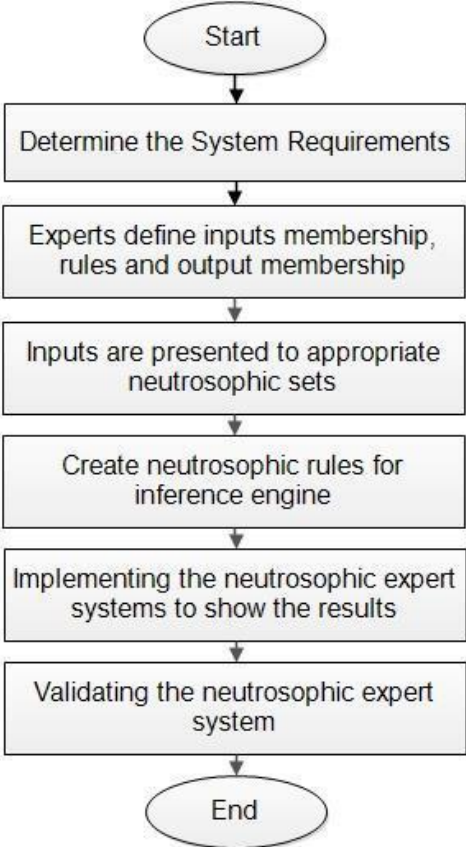 Start
Determine the System Requirements
Experts define inputs membership,
rules and output membership
Inputs are presented to appropriate
neutrosophic sets
Create neutrosophic rules for
inference engine
Implementing the neutrosophic expert
systems to show the results
Validating the neutrosophic expert
system
End